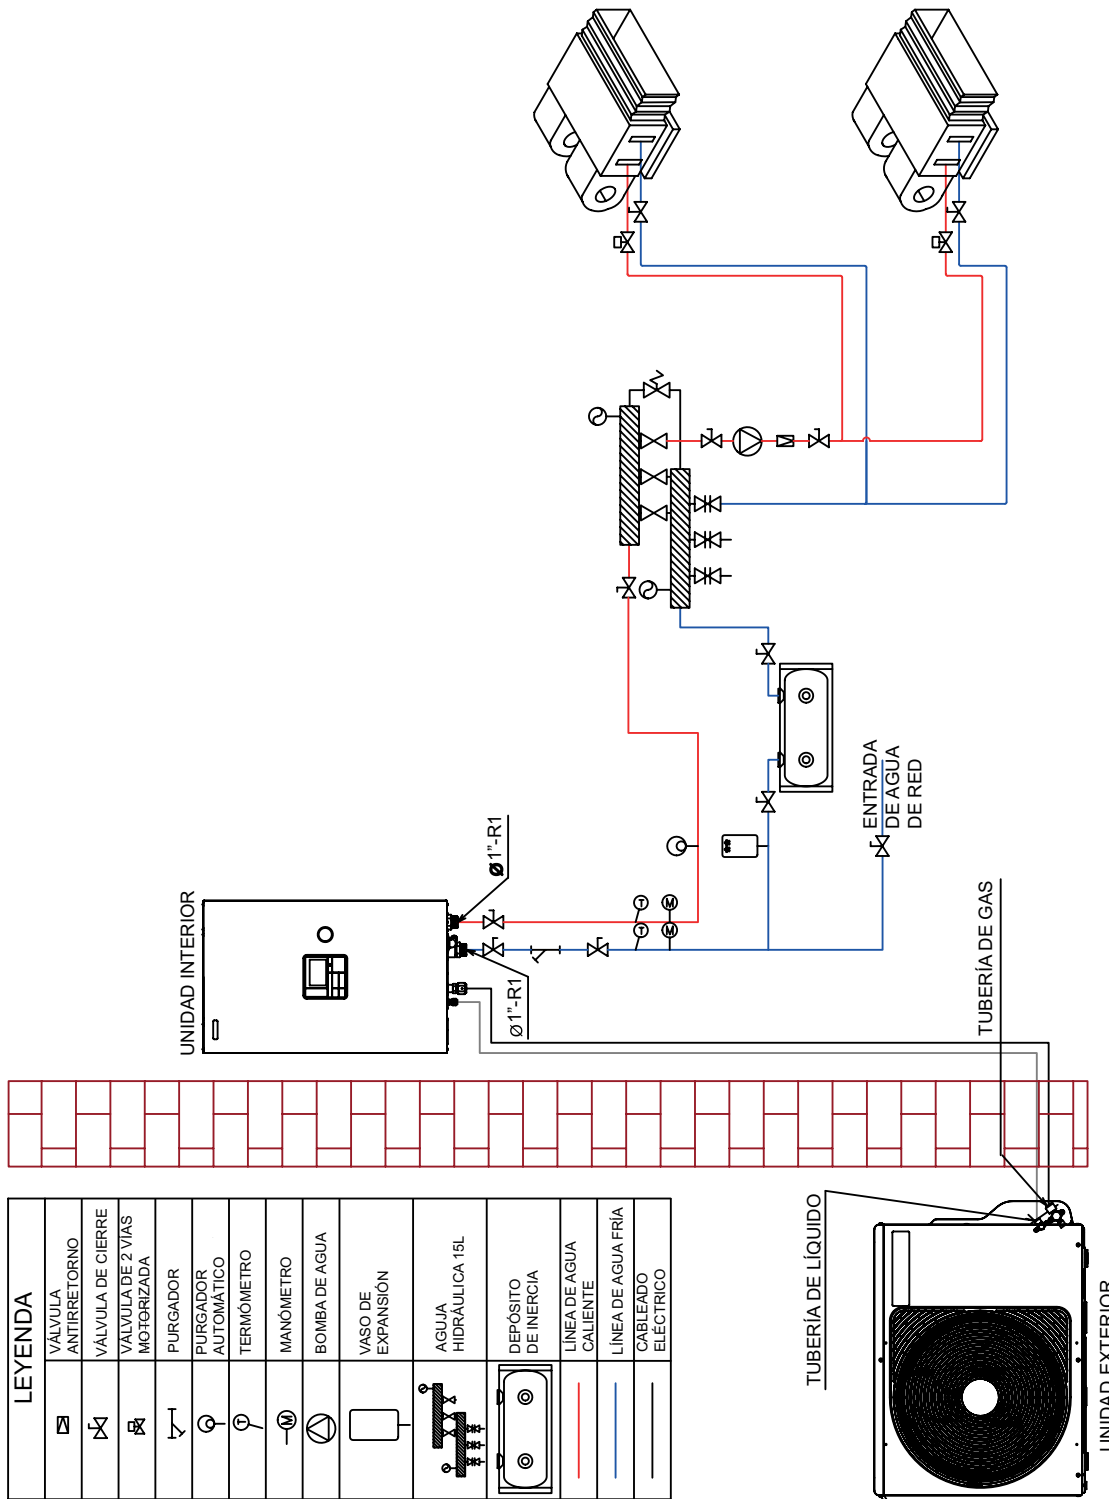 LEYENDA
VÁLVULA
ANTIRRETORNO
VÁLVULA DE CIERRE
VALVULA DE 2 VIAS
MOTORIZADA
PURGADOR
PURGADOR
AUTOMÁTICO
TERMÓMETRO
MANÓMETRO
BOMBA DE AGUA
VASO DE
EXPANSIÓN
AGUJA
HIDRÁULICA 15L
DEPÓSITO
DE INERCIA
LÍNEA DE AGUA
CALIENTE
LÍNEA DE AGUA FRÍA
CABLEADO
ELÉCTRICO
T
M
UNIDAD INTERIOR
Ø1"-R1
Ø1"-R1
T
T
M
M
ENTRADA
DE AGUA
DE RED
TUBERÍA DE GAS
TUBERÍA DE LÍQUIDO
UNIDAD EXTERIOR